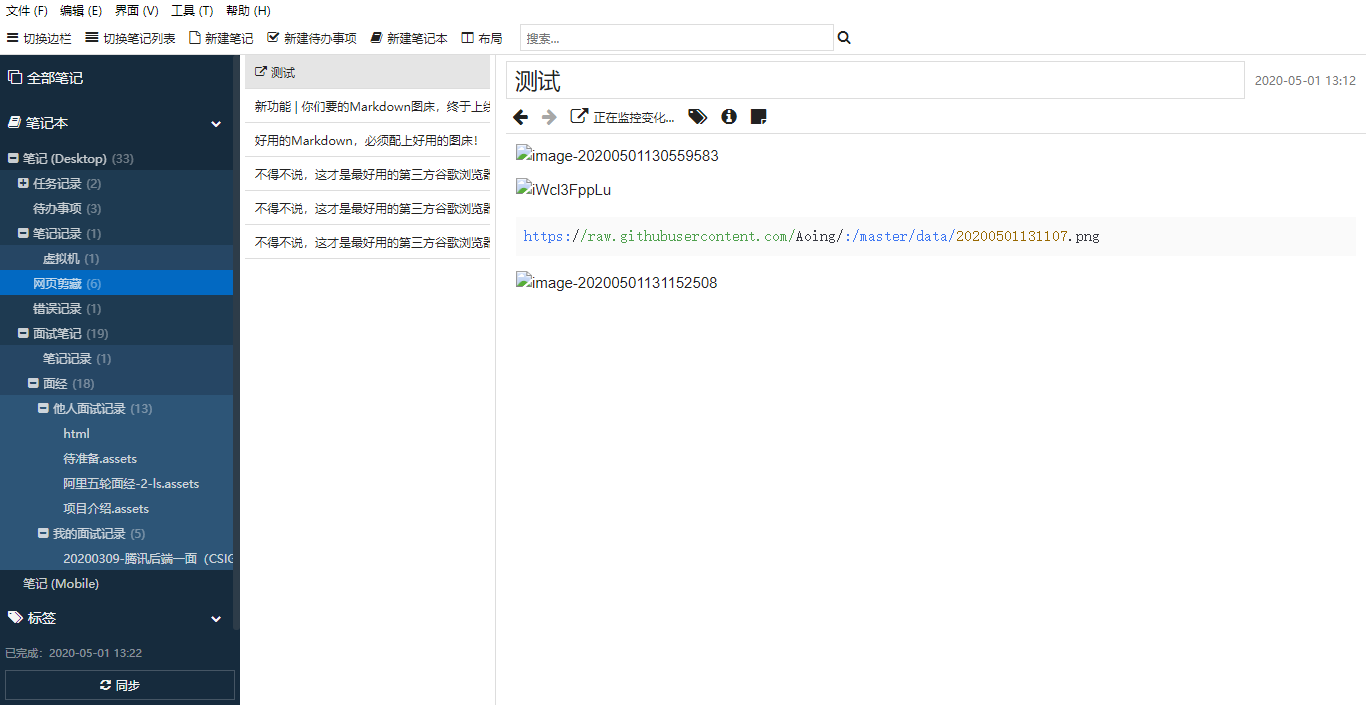 文件 (F) 编辑 (E) 界面 (V) 工具 (T) 帮助 (H)
切换边栏 切换笔记列表 新建笔记 新建待办事项 新建笔记本 布局 搜索...
全部笔记
笔记本
笔记 (Desktop) (33)
任务记录 (2)
待办事项 (3)
笔记记录 (1)
虚拟机 (1)
网页剪藏 (6)
错误记录 (1)
面试笔记 (19)
笔记记录 (1)
面经 (18)
他人面试记录 (13)
html
待准备.assets
阿里五轮面经-2-ls.assets
项目介绍.assets
我的面试记录 (5)
20200309-腾讯后端一面（CSIG
笔记 (Mobile)
标签
已完成：2020-05-01 13:22
同步
测试
新功能 | 你们要的Markdown图床，终于上线
好用的Markdown，必须配上好用的图床！
不得不说，这才是最好用的第三方谷歌浏览器
不得不说，这才是最好用的第三方谷歌浏览器
不得不说，这才是最好用的第三方谷歌浏览器
测试 2020-05-01 13:12
正在监控变化...
image-20200501130559583
iWcl3FppLu
https://raw.githubusercontent.com/Aoing/:/master/data/20200501131107.png
image-20200501131152508